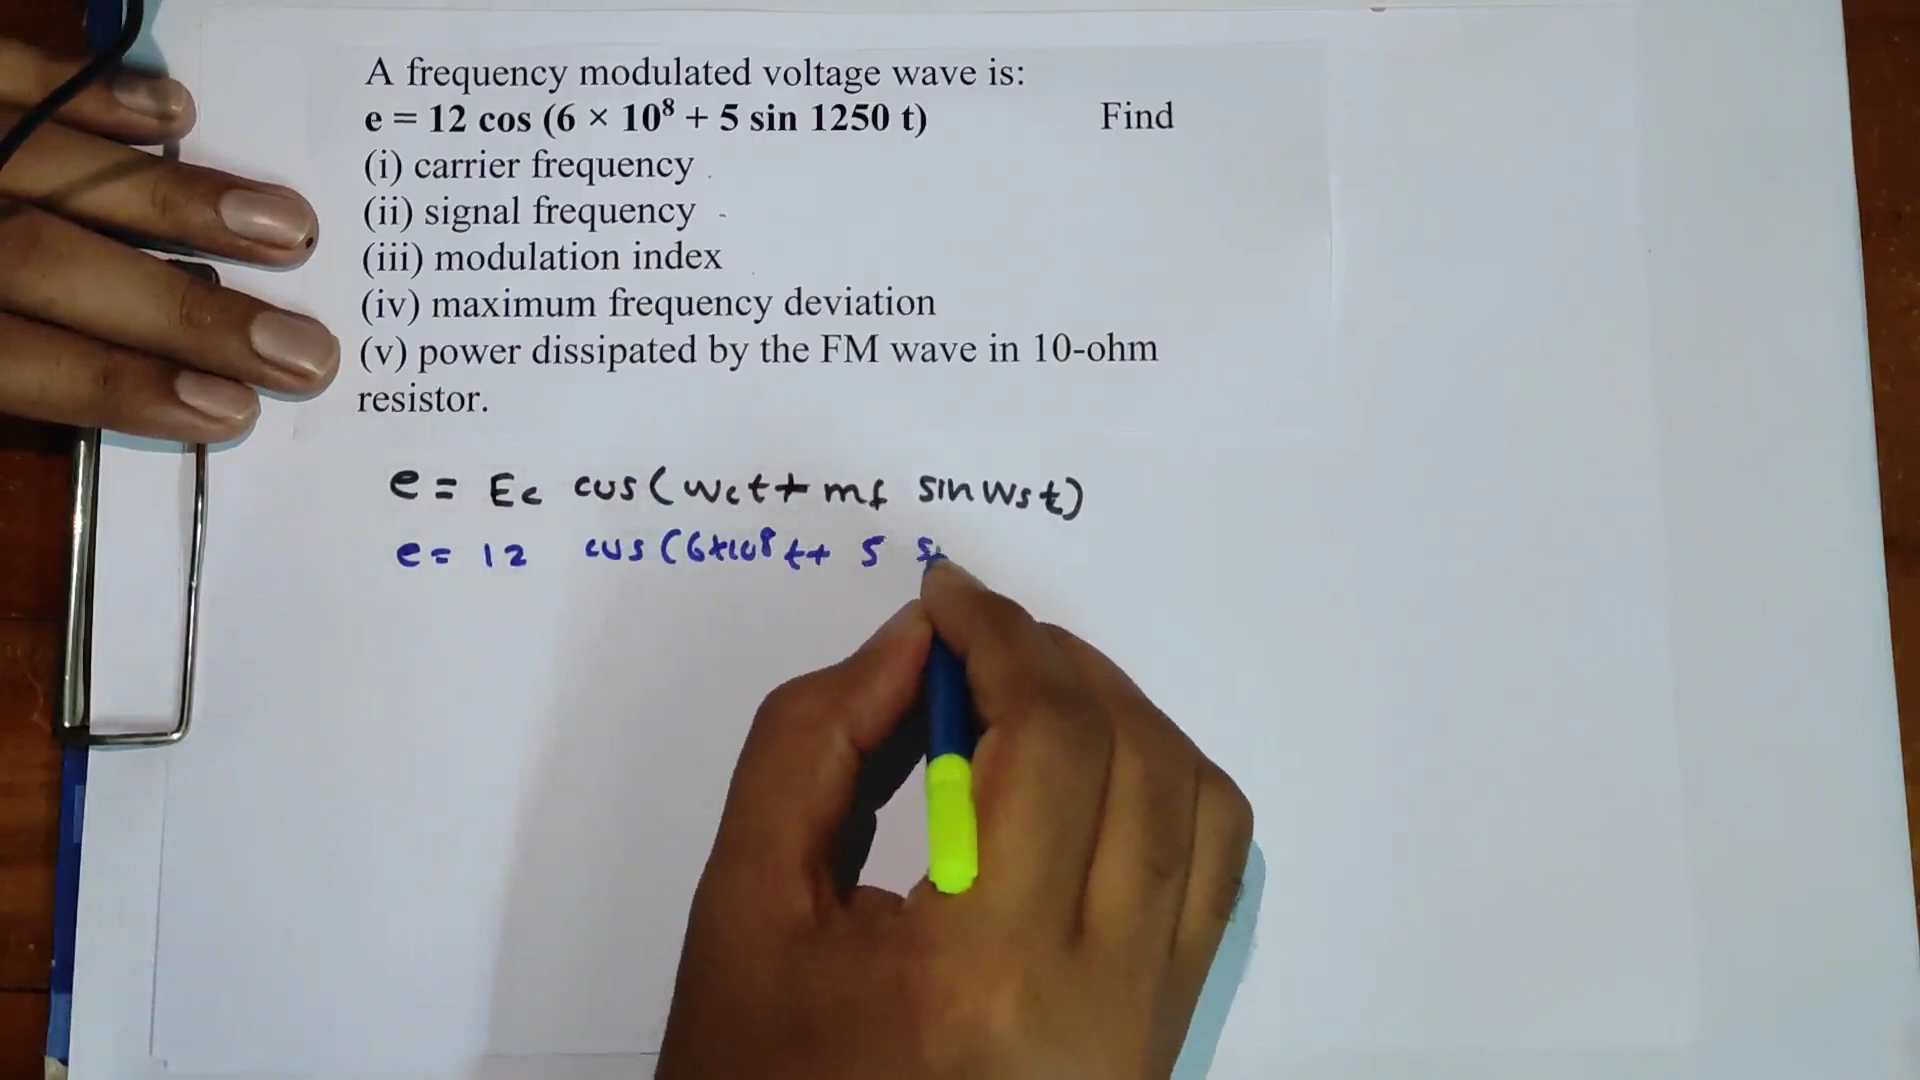 A frequency modulated voltage wave is:
e = 12 cos (6 × 10⁸ + 5 sin 1250 t) Find
(i) carrier frequency
(ii) signal frequency
(iii) modulation index
(iv) maximum frequency deviation
(v) power dissipated by the FM wave in 10-ohm
resistor.
e = Ec cos(wct + mf sin wst)
e = 12 cos (6×10⁸ t + 5 s